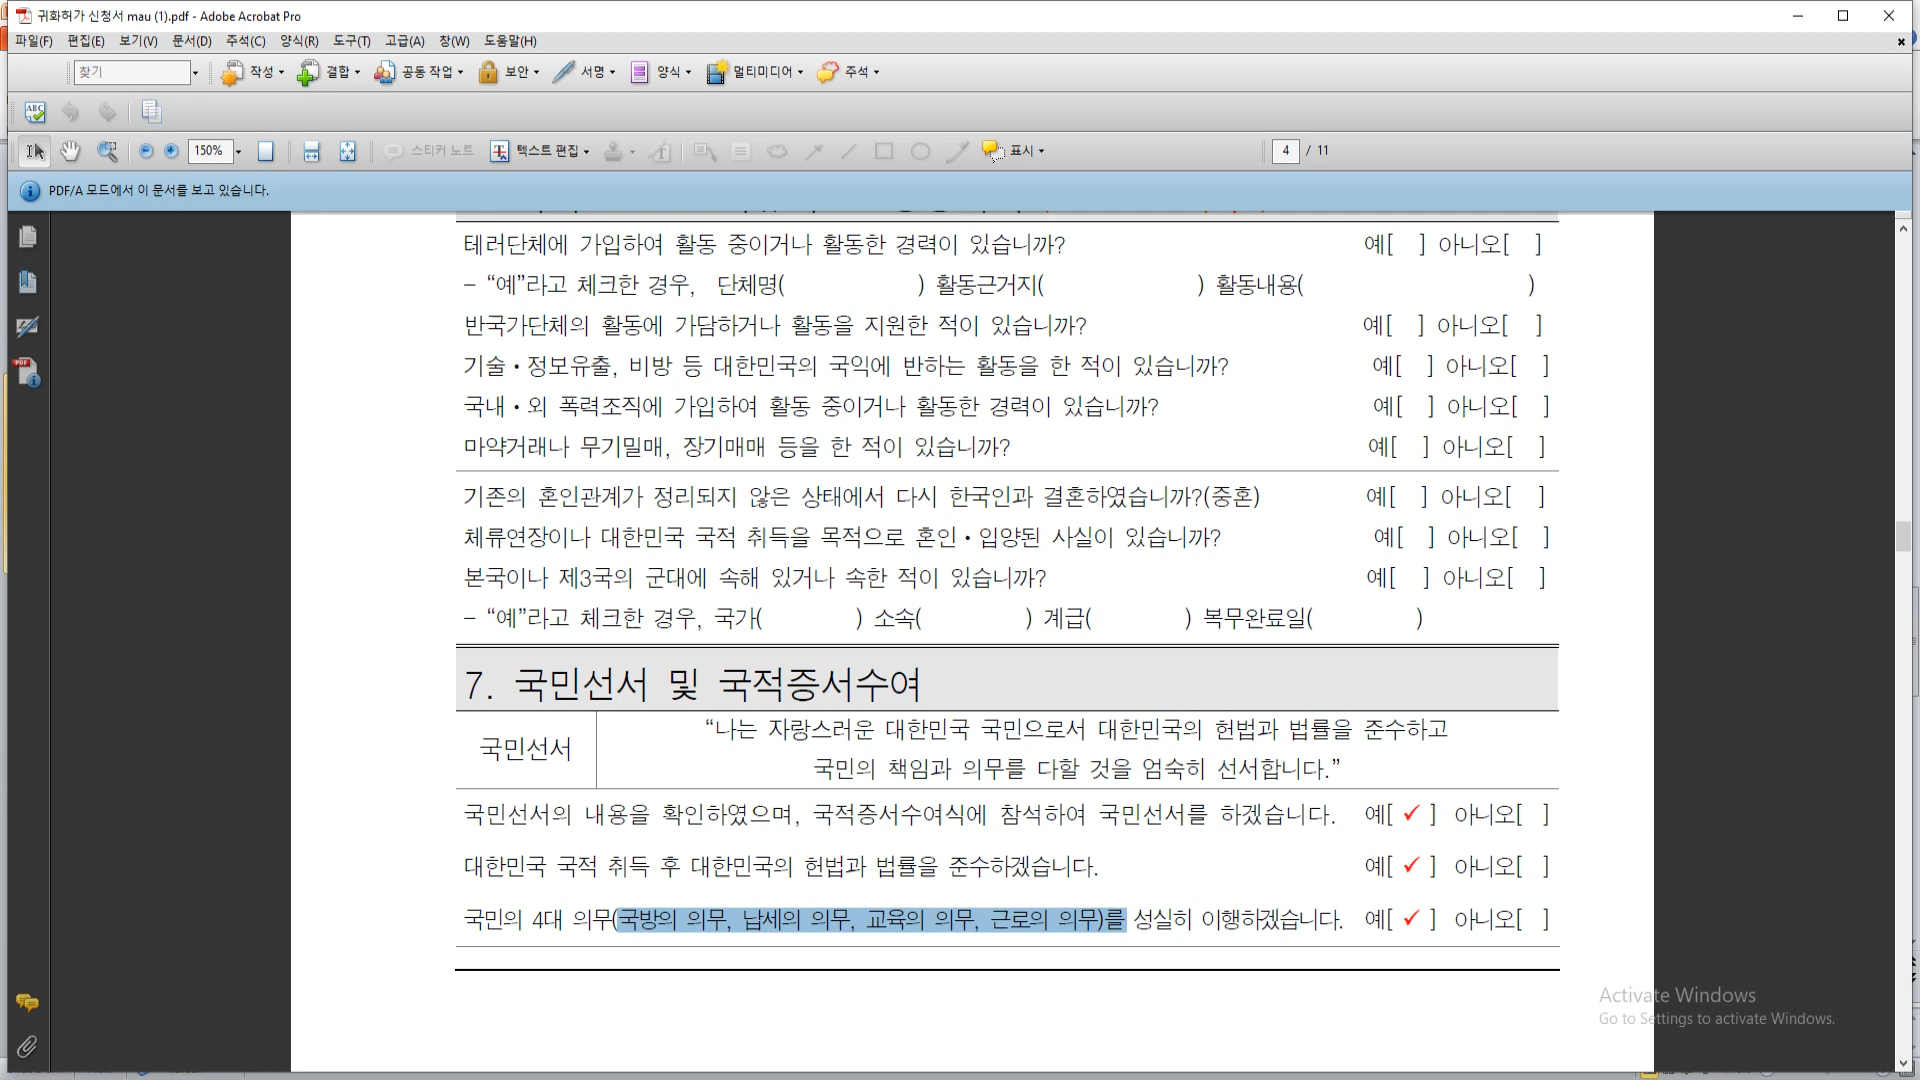 귀화허가 신청서 mau (1).pdf - Adobe Acrobat Pro
파일(F) 편집(E) 보기(V) 문서(D) 주석(C) 양식(R) 도구(T) 고급(A) 창(W) 도움말(H)
찾기 작성 결합 공동 작업 보안 서명 양식 멀티미디어 주석
150% 스티커 노트 텍스트 편집 표시 4 / 11
PDF/A 모드에서 이 문서를 보고 있습니다.
테러단체에 가입하여 활동 중이거나 활동한 경력이 있습니까? 예[ ] 아니오[ ]
– “예”라고 체크한 경우, 단체명( ) 활동근거지( ) 활동내용( )
반국가단체의 활동에 가담하거나 활동을 지원한 적이 있습니까? 예[ ] 아니오[ ]
기술·정보유출, 비방 등 대한민국의 국익에 반하는 활동을 한 적이 있습니까? 예[ ] 아니오[ ]
국내·외 폭력조직에 가입하여 활동 중이거나 활동한 경력이 있습니까? 예[ ] 아니오[ ]
마약거래나 무기밀매, 장기매매 등을 한 적이 있습니까? 예[ ] 아니오[ ]
기존의 혼인관계가 정리되지 않은 상태에서 다시 한국인과 결혼하였습니까?(중혼) 예[ ] 아니오[ ]
체류연장이나 대한민국 국적 취득을 목적으로 혼인·입양된 사실이 있습니까? 예[ ] 아니오[ ]
본국이나 제3국의 군대에 속해 있거나 속한 적이 있습니까? 예[ ] 아니오[ ]
– “예”라고 체크한 경우, 국가( ) 소속( ) 계급( ) 복무완료일( )
7. 국민선서 및 국적증서수여
국민선서
“나는 자랑스러운 대한민국 국민으로서 대한민국의 헌법과 법률을 준수하고
국민의 책임과 의무를 다할 것을 엄숙히 선서합니다.”
국민선서의 내용을 확인하였으며, 국적증서수여식에 참석하여 국민선서를 하겠습니다. 예[ ✓ ] 아니오[ ]
대한민국 국적 취득 후 대한민국의 헌법과 법률을 준수하겠습니다. 예[ ✓ ] 아니오[ ]
국민의 4대 의무(국방의 의무, 납세의 의무, 교육의 의무, 근로의 의무)를 성실히 이행하겠습니다. 예[ ✓ ] 아니오[ ]
Activate Windows
Go to Settings to activate Windows.